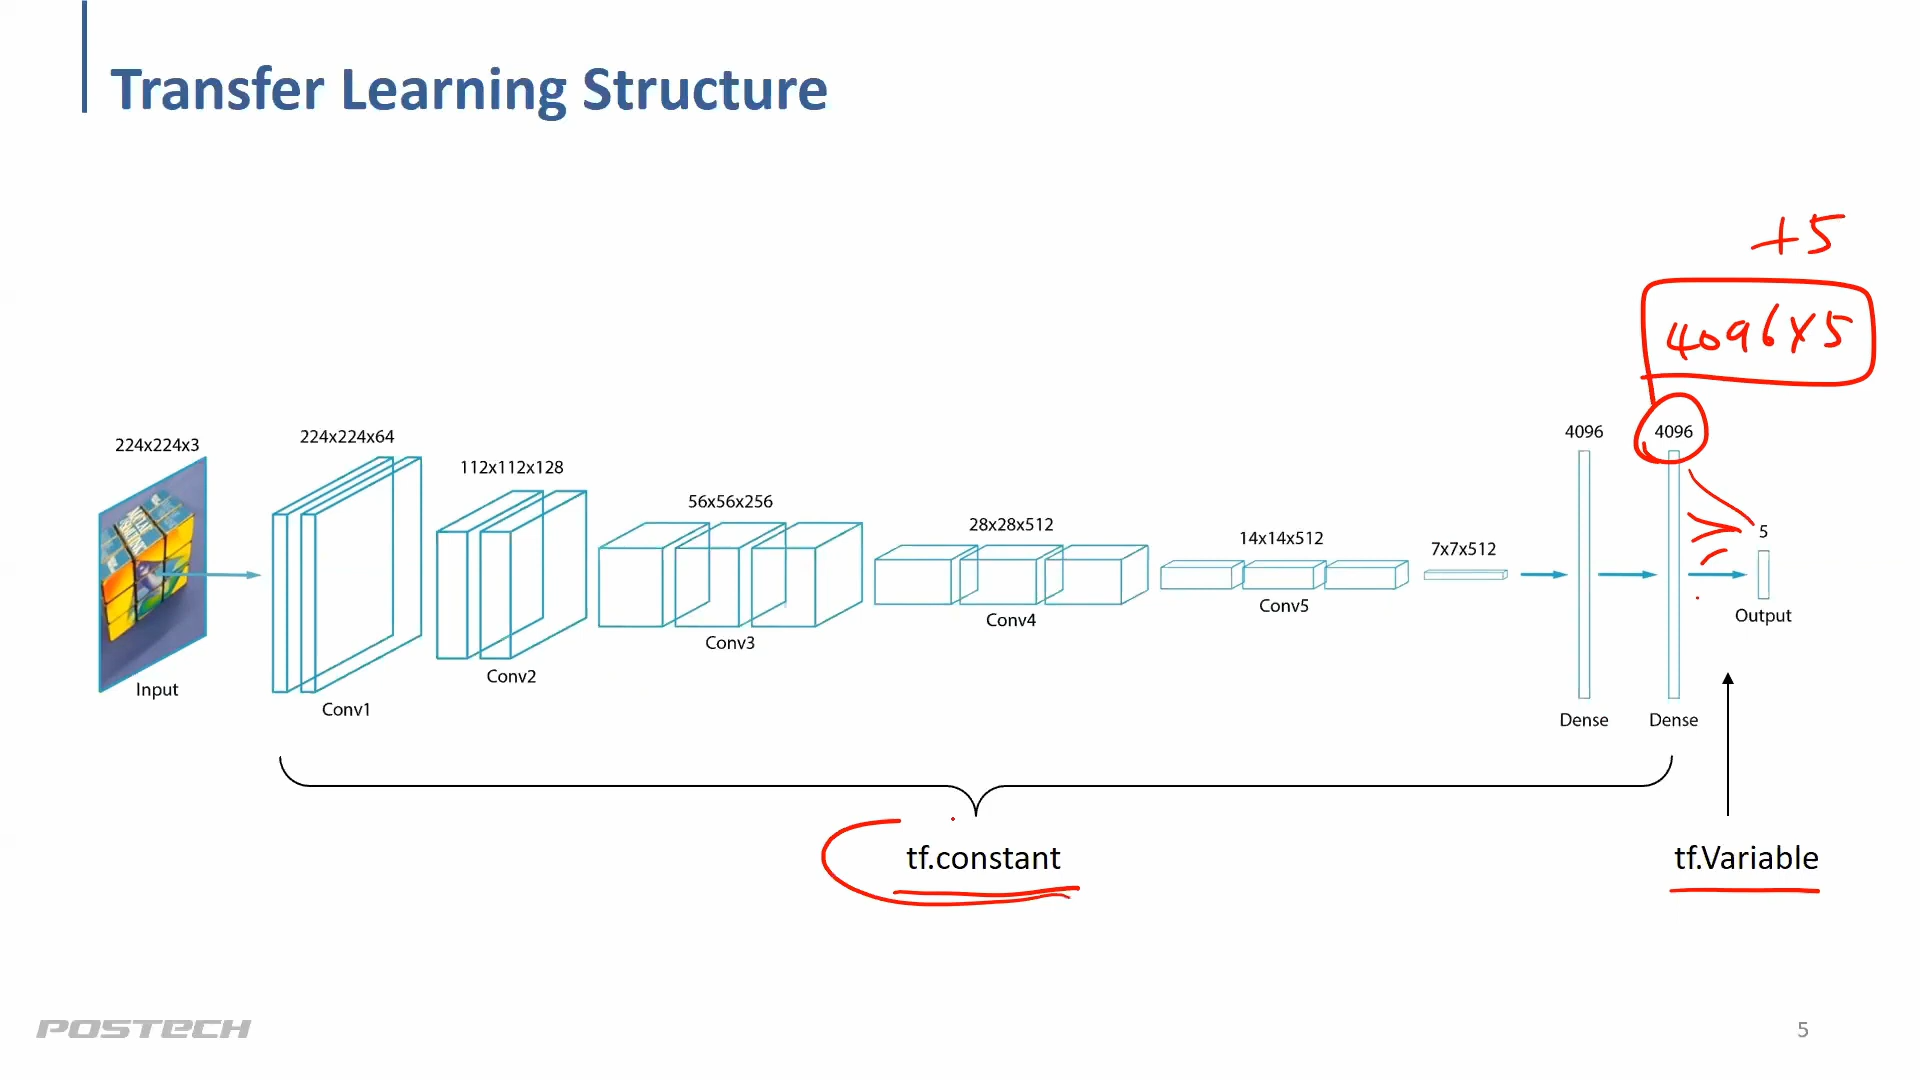 Transfer Learning Structure
+5
4096x5
224x224x3
224x224x64
112x112x128
56x56x256
28x28x512
14x14x512
7x7x512
4096
4096
5
Input
Conv1
Conv2
Conv3
Conv4
Conv5
Dense
Dense
Output
tf.constant
tf.Variable
POSTECH
5